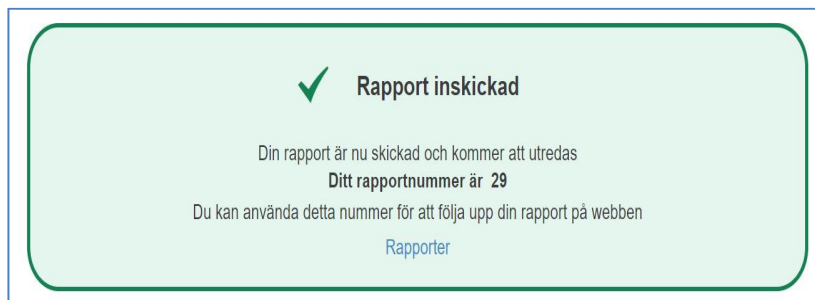 Rapport inskickad
Din rapport är nu skickad och kommer att utredas
Ditt rapportnummer är 29
Du kan använda detta nummer för att följa upp din rapport på webben
Rapporter